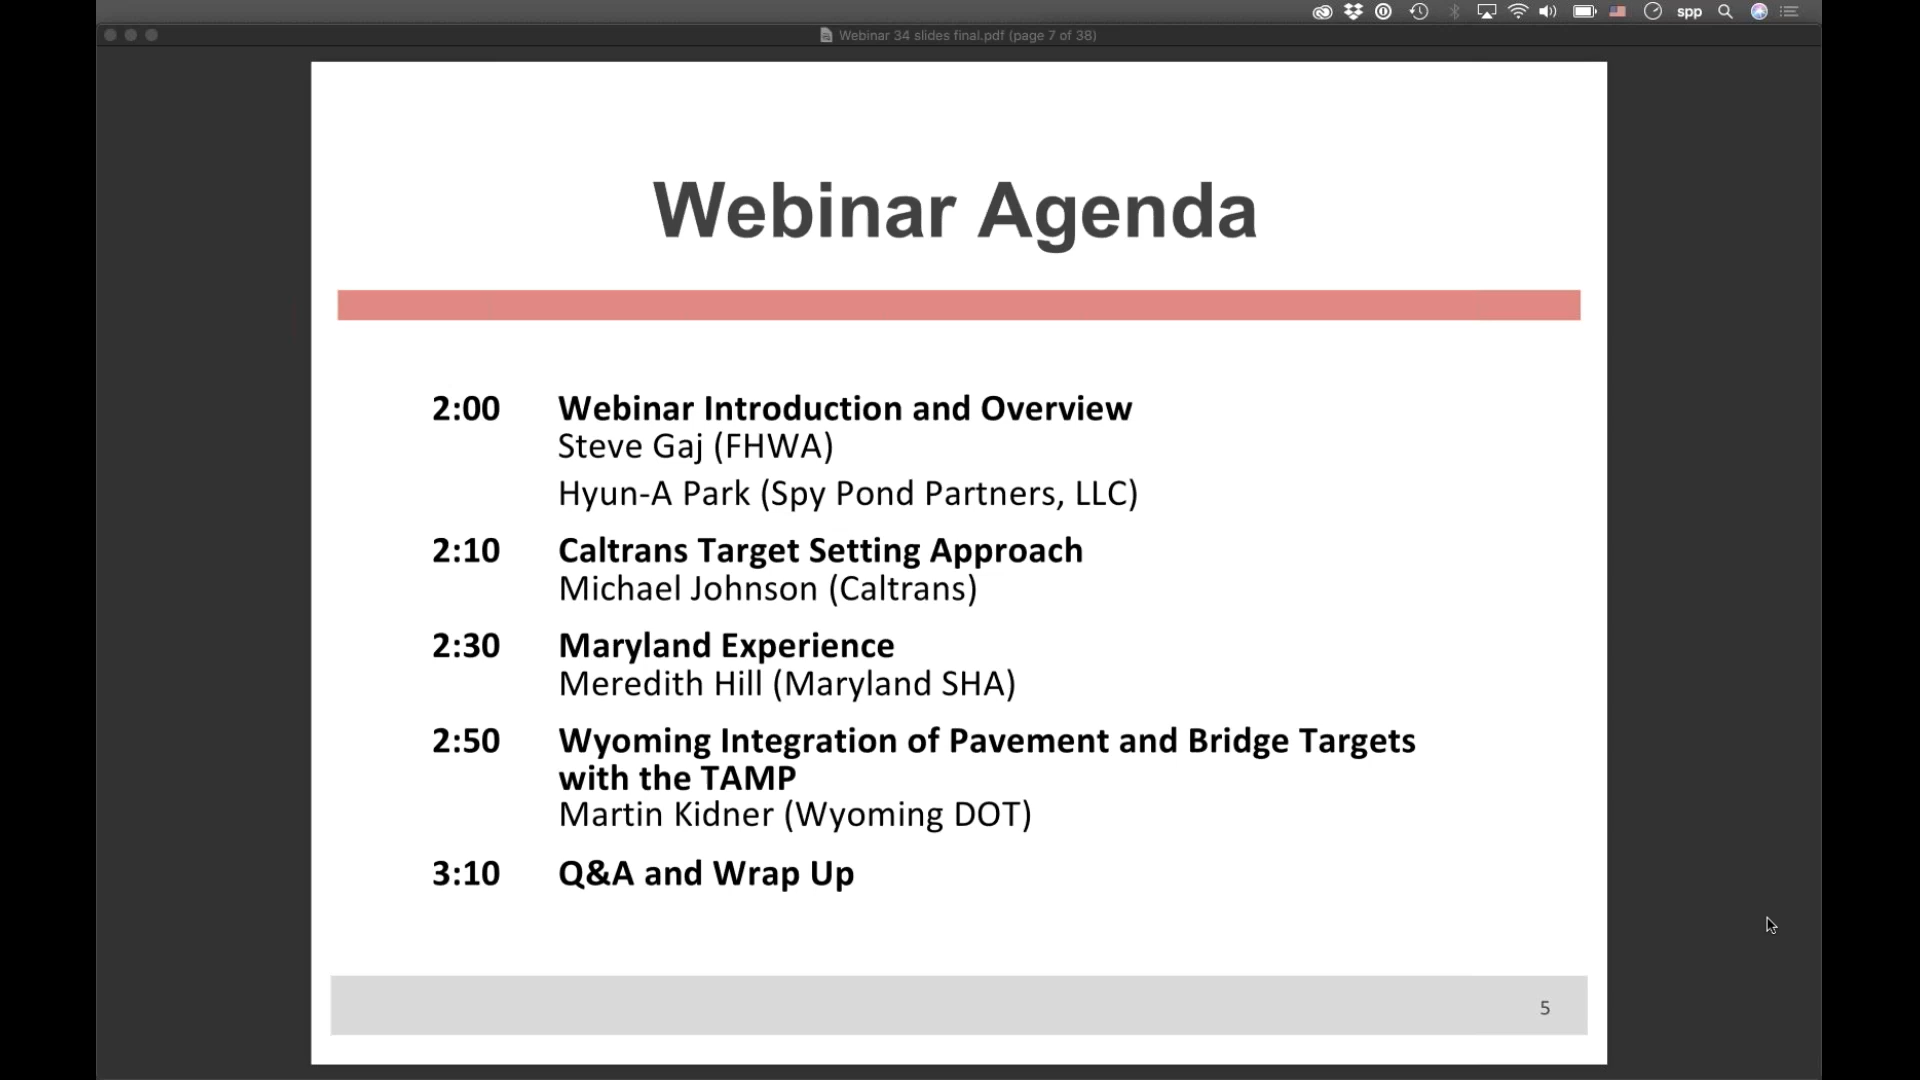 spp
Webinar 34 slides final.pdf (page 7 of 38)
Webinar Agenda
2:00 Webinar Introduction and Overview
Steve Gaj (FHWA)
Hyun-A Park (Spy Pond Partners, LLC)
2:10 Caltrans Target Setting Approach
Michael Johnson (Caltrans)
2:30 Maryland Experience
Meredith Hill (Maryland SHA)
2:50 Wyoming Integration of Pavement and Bridge Targets
with the TAMP
Martin Kidner (Wyoming DOT)
3:10 Q&A and Wrap Up
5